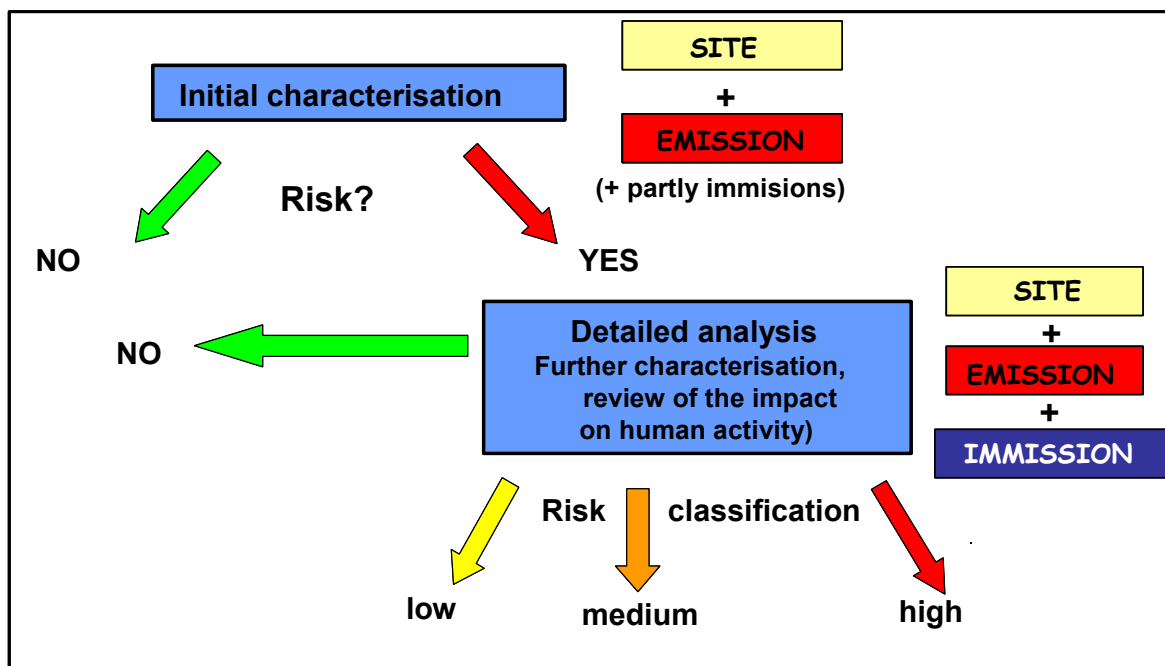 SITE
+
Initial characterisation
EMISSION
(+ partly immisions)
Risk?
NO
YES
SITE
+
NO
Detailed analysis
Further characterisation,
review of the impact
on human activity)
EMISSION
+
IMMISSION
Risk classification
low
medium
high